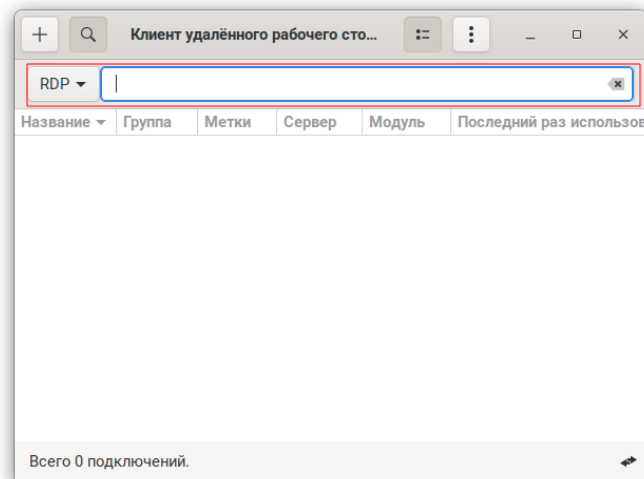 Клиент удалённого рабочего сто...
RDP
Название Группа Метки Сервер Модуль Последний раз использов
Всего 0 подключений.